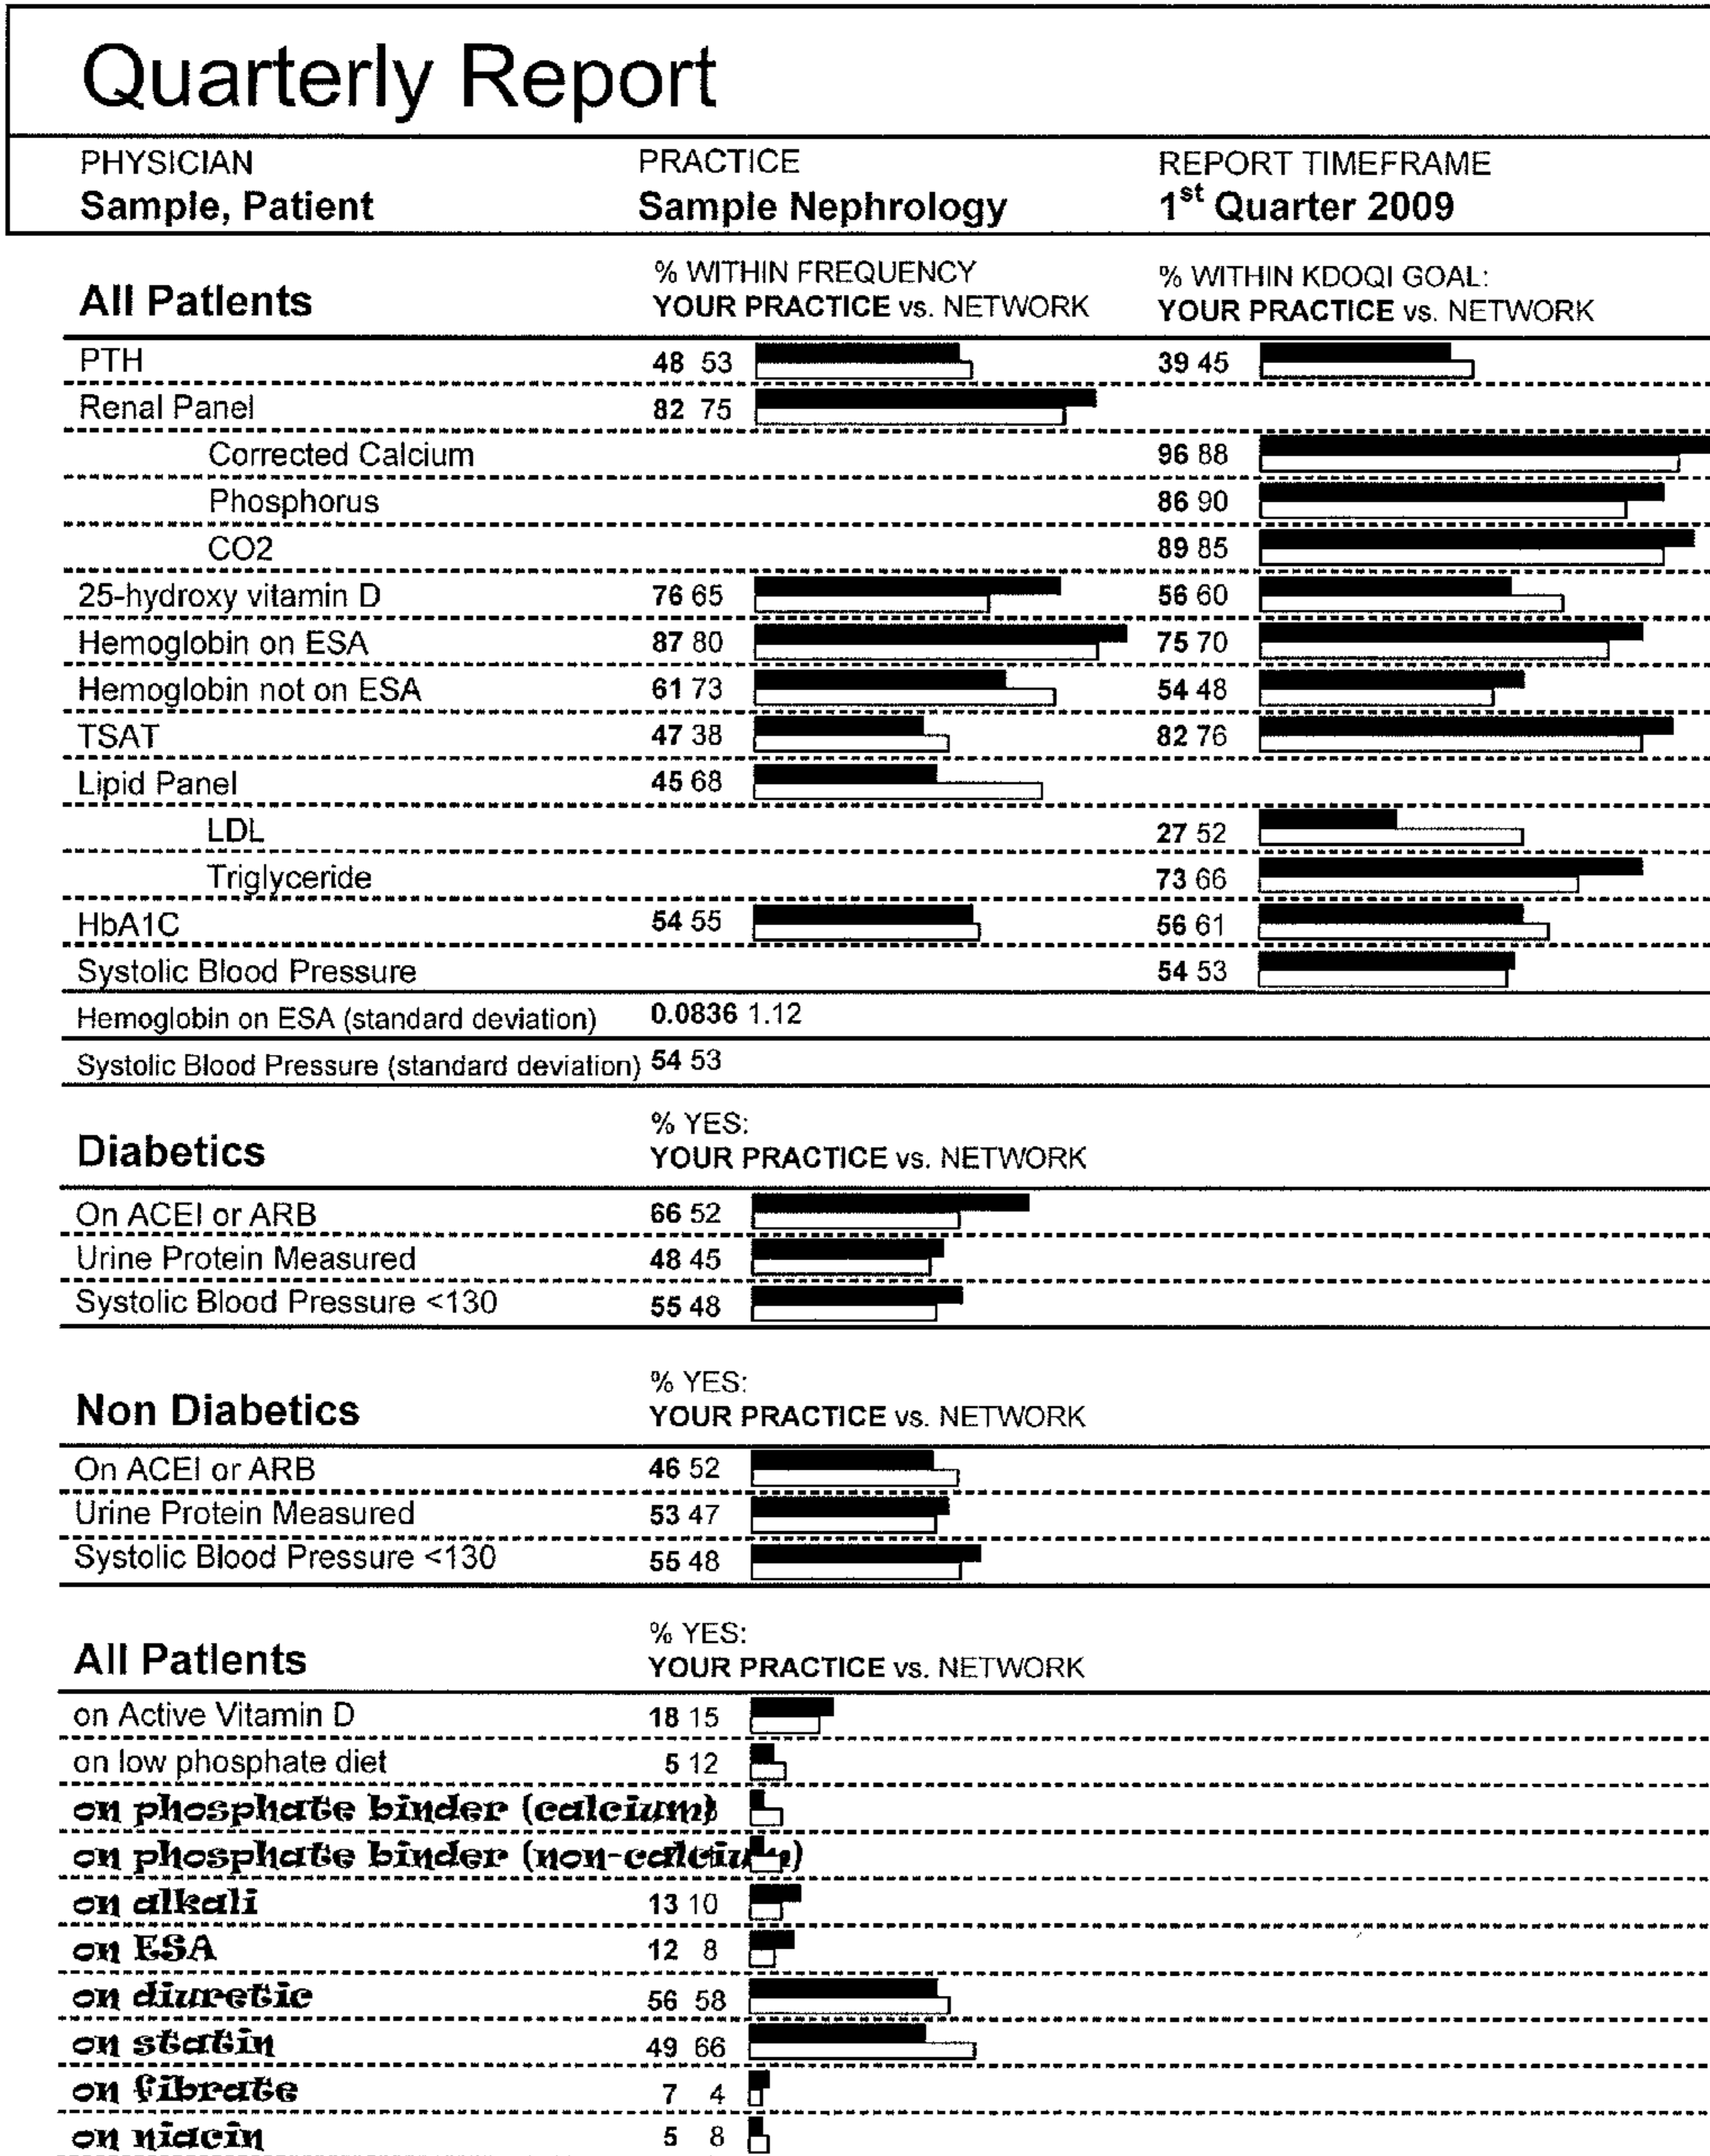 Quarterly Report
PHYSICIAN PRACTICE REPORT TIMEFRAME
Sample, Patient Sample Nephrology 1st Quarter 2009
% WITHIN FREQUENCY % WITHIN KDOQI GOAL:
All Patients YOUR PRACTICE vs. NETWORK YOUR PRACTICE vs. NETWORK
PTH 48 53 39 45
Renal Panel 82 75
Corrected Calcium 96 88
Phosphorus 86 90
CO2 89 85
25-hydroxy vitamin D 76 65 56 60
Hemoglobin on ESA 87 80 75 70
Hemoglobin not on ESA 61 73 54 48
TSAT 47 38 82 76
Lipid Panel 45 68
LDL 27 52
Triglyceride 73 66
HbA1C 54 55 56 61
Systolic Blood Pressure 54 53
Hemoglobin on ESA (standard deviation) 0.0836 1.12
Systolic Blood Pressure (standard deviation) 54 53
% YES:
Diabetics YOUR PRACTICE vs. NETWORK
On ACEI or ARB 66 52
Urine Protein Measured 48 45
Systolic Blood Pressure <130 55 48
% YES:
Non Diabetics YOUR PRACTICE vs. NETWORK
On ACEI or ARB 46 52
Urine Protein Measured 53 47
Systolic Blood Pressure <130 55 48
% YES:
All Patients YOUR PRACTICE vs. NETWORK
on Active Vitamin D 18 15
on low phosphate diet 5 12
on phosphate binder (calcium)
on phosphate binder (non-calcium)
on alkali 13 10
on ESA 12 8
on diuretic 56 58
on statin 49 66
on fibrate 7 4
on niacin 5 8